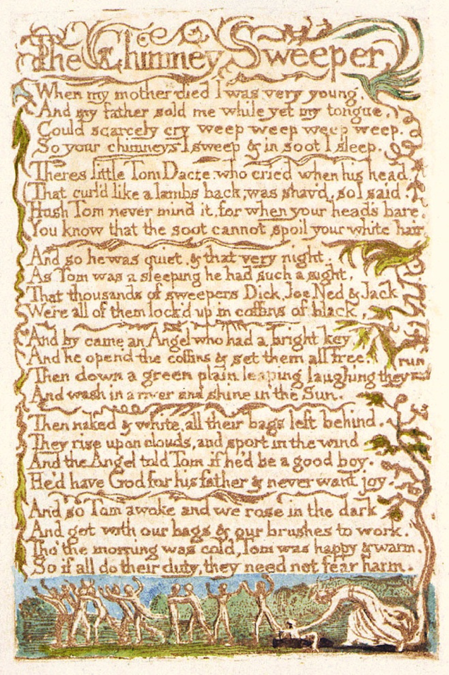 The Chimney Sweeper
When my mother died I was very young.
And my father sold me while yet my tongue,
Could scarcely cry weep weep weep weep.
So your chimneys I sweep & in soot I sleep.
Theres little Tom Dacre, who cried when his head
That curl'd like a lambs back, was shav'd, so I said.
Hush Tom never mind it, for when your head's bare,
You know that the soot cannot spoil your white hair
And so he was quiet, & that very night,
As Tom was a sleeping he had such a sight,
That thousands of sweepers Dick, Joe, Ned & Jack
Were all of them lock'd up in coffins of black,
And by came an Angel who had a bright key
And he open'd the coffins & set them all free.
Then down a green plain leaping laughing they run
And wash in a river and shine in the Sun.
Then naked & white, all their bags left behind.
They rise upon clouds, and sport in the wind
And the Angel told Tom, if he'd be a good boy,
He'd have God for his father & never want joy.
And so Tom awoke and we rose in the dark
And got with our bags & our brushes to work.
Tho' the morning was cold, Tom was happy & warm.
So if all do their duty, they need not fear harm.